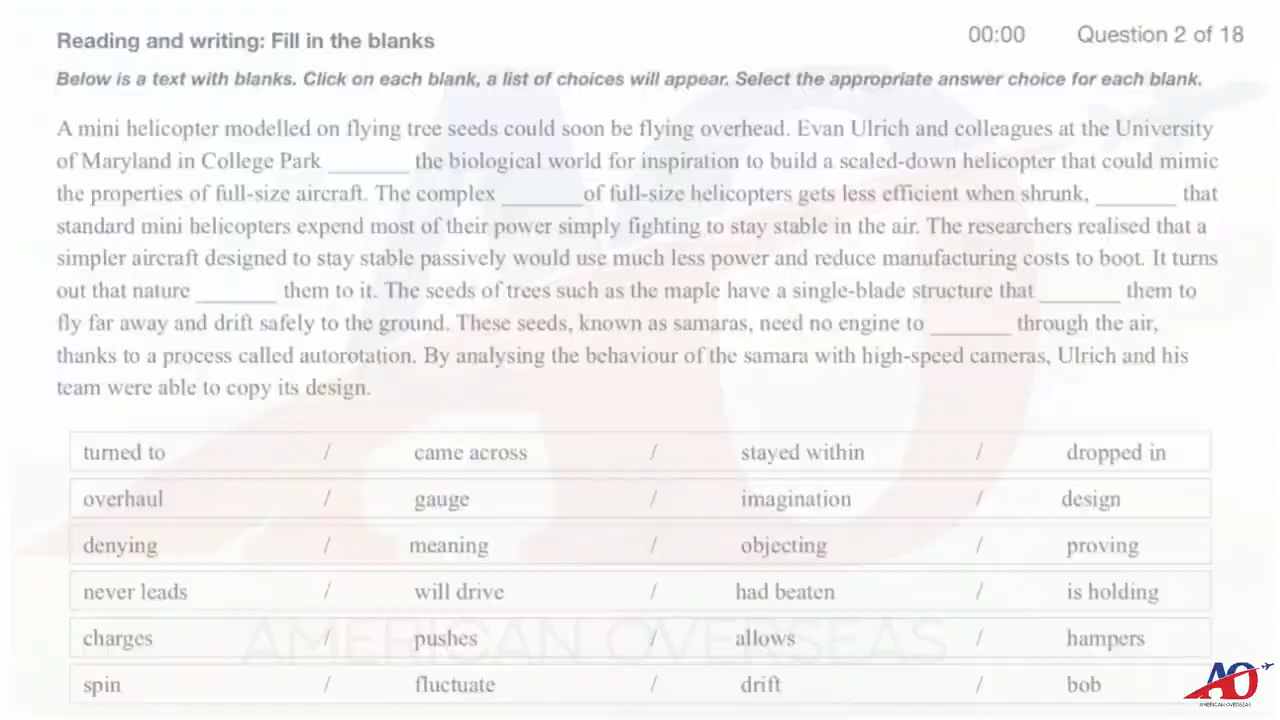 Reading and writing: Fill in the blanks
00:00 Question 2 of 18
Below is a text with blanks. Click on each blank, a list of choices will appear. Select the appropriate answer choice for each blank.
A mini helicopter modelled on flying tree seeds could soon be flying overhead. Evan Ulrich and colleagues at the University
of Maryland in College Park ________ the biological world for inspiration to build a scaled-down helicopter that could mimic
the properties of full-size aircraft. The complex ________of full-size helicopters gets less efficient when shrunk, ________ that
standard mini helicopters expend most of their power simply fighting to stay stable in the air. The researchers realised that a
simpler aircraft designed to stay stable passively would use much less power and reduce manufacturing costs to boot. It turns
out that nature ________ them to it. The seeds of trees such as the maple have a single-blade structure that ________ them to
fly far away and drift safely to the ground. These seeds, known as samaras, need no engine to ________ through the air,
thanks to a process called autorotation. By analysing the behaviour of the samara with high-speed cameras, Ulrich and his
team were able to copy its design.
turned to / came across / stayed within / dropped in
overhaul / gauge / imagination / design
denying / meaning / objecting / proving
never leads / will drive / had beaten / is holding
charges / pushes / allows / hampers
spin / fluctuate / drift / bob
AMERICAN OVERSEAS
AO
AMERICAN OVERSEAS